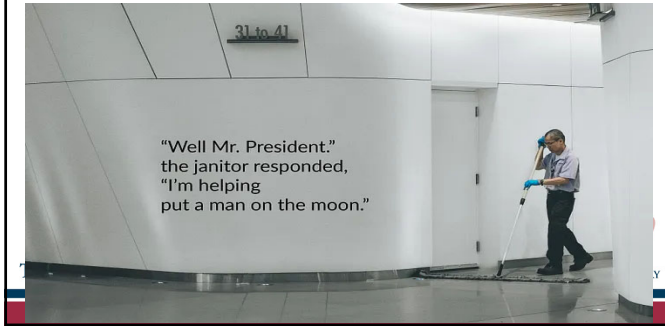 31 to 41
“Well Mr. President.”
the janitor responded,
“I’m helping
put a man on the moon.”